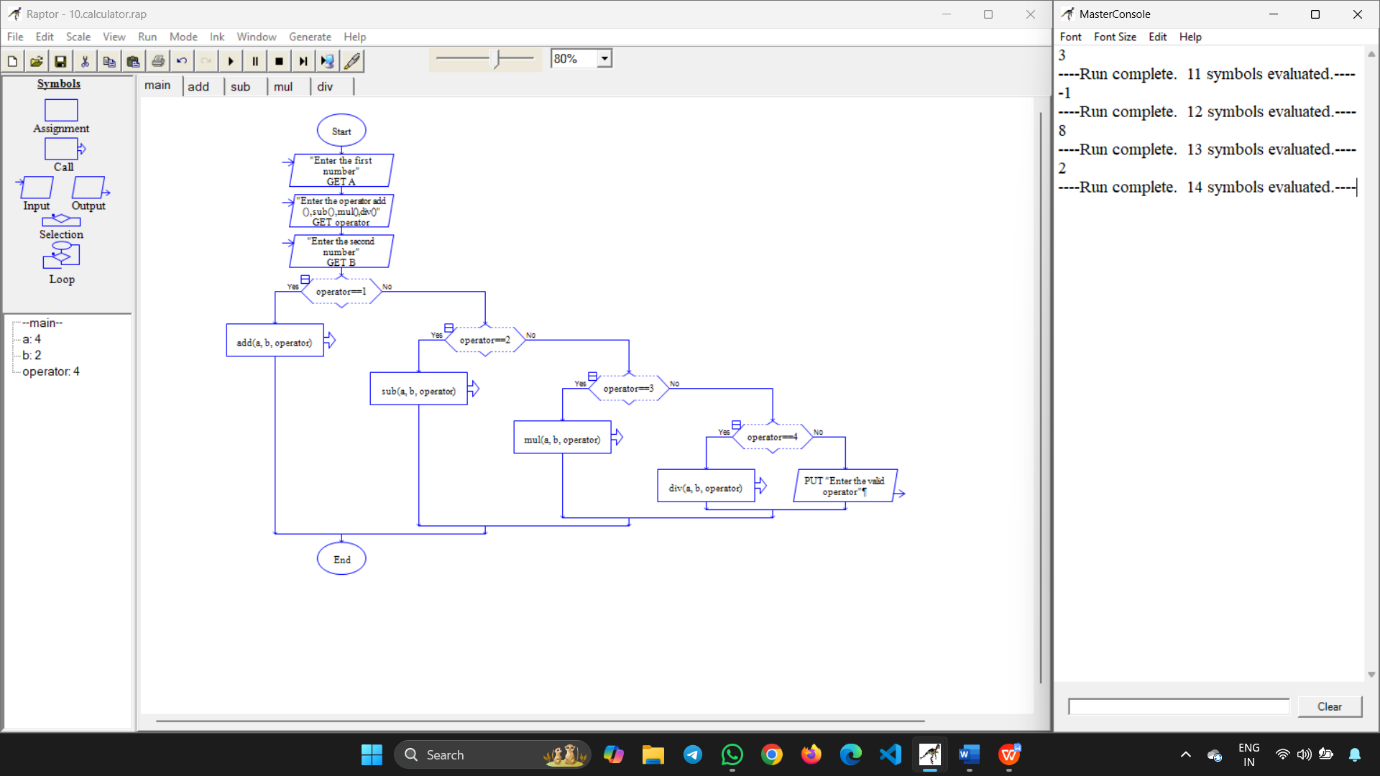 Raptor - 10.calculator.rap
File Edit Scale View Run Mode Ink Window Generate Help
80%
Symbols
Assignment
Call
Input Output
Selection
Loop
--main--
a: 4
b: 2
operator: 4
main add sub mul div
Start
"Enter the first
number"
GET A
"Enter the operator add
(),sub(),mul(),div()"
GET operator
"Enter the second
number"
GET B
Yes operator==1 No
add(a, b, operator)
Yes operator==2 No
sub(a, b, operator)
Yes operator==3 No
mul(a, b, operator)
Yes operator==4 No
div(a, b, operator)
PUT "Enter the valid
operator"¶
End
MasterConsole
Font Font Size Edit Help
3
----Run complete. 11 symbols evaluated.----
-1
----Run complete. 12 symbols evaluated.----
8
----Run complete. 13 symbols evaluated.----
2
----Run complete. 14 symbols evaluated.----
Clear
Search
ENG
IN